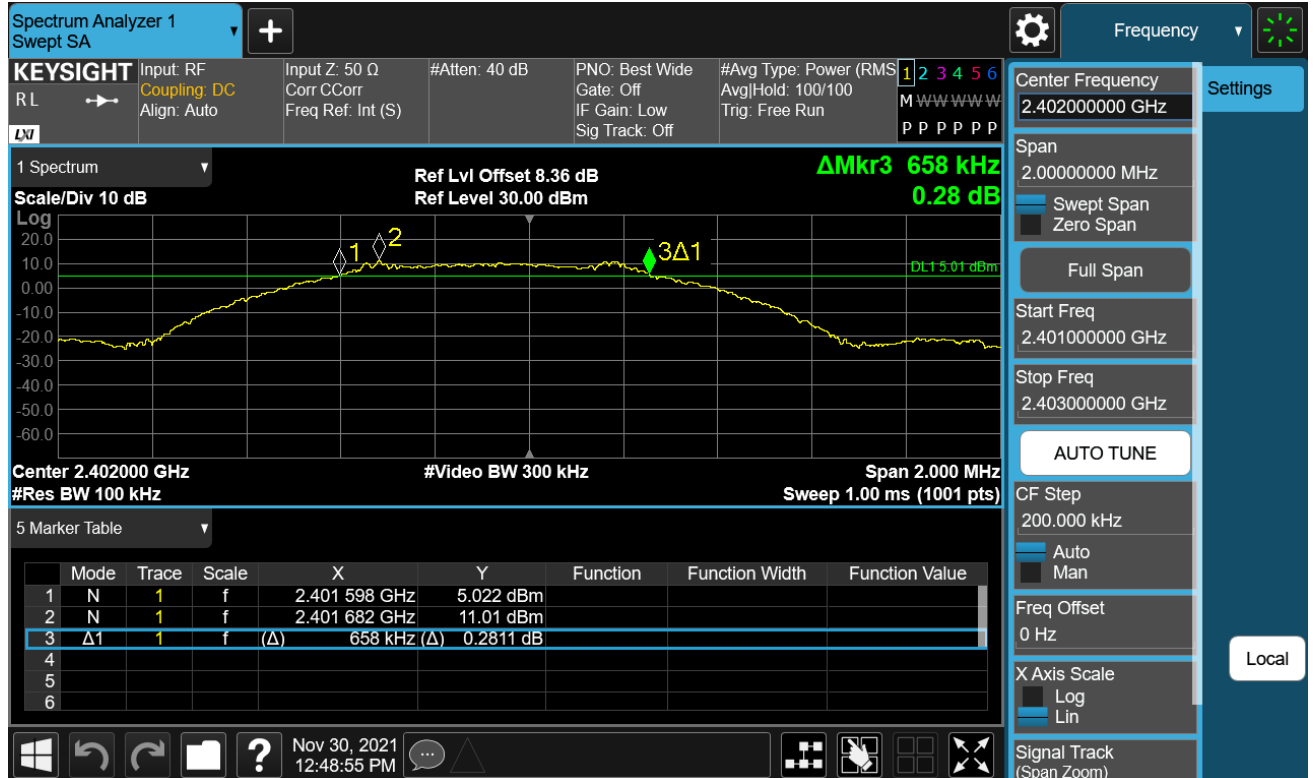 Spectrum Analyzer 1
Swept SA
Frequency
KEYSIGHT
R L
LXI
Input: RF
Coupling: DC
Align: Auto
Input Z: 50 Ω
Corr CCorr
Freq Ref: Int (S)
#Atten: 40 dB
PNO: Best Wide
Gate: Off
IF Gain: Low
Sig Track: Off
#Avg Type: Power (RMS
Avg|Hold: 100/100
Trig: Free Run
1 2 3 4 5 6
M W W W W W
P P P P P P
1 Spectrum
Scale/Div 10 dB
Ref Lvl Offset 8.36 dB
Ref Level 30.00 dBm
ΔMkr3 658 kHz
0.28 dB
Log
20.0
10.0
0.00
-10.0
-20.0
-30.0
-40.0
-50.0
-60.0
1
2
3Δ1
DL1 5.01 dBm
Center 2.402000 GHz
#Video BW 300 kHz
Span 2.000 MHz
#Res BW 100 kHz
Sweep 1.00 ms (1001 pts)
5 Marker Table
Mode Trace Scale X Y Function Function Width Function Value
1 N 1 f 2.401 598 GHz 5.022 dBm
2 N 1 f 2.401 682 GHz 11.01 dBm
3 Δ1 1 f (Δ) 658 kHz (Δ) 0.2811 dB
4
5
6
Nov 30, 2021
12:48:55 PM
?
Center Frequency
2.402000000 GHz
Span
2.00000000 MHz
Swept Span
Zero Span
Full Span
Start Freq
2.401000000 GHz
Stop Freq
2.403000000 GHz
AUTO TUNE
CF Step
200.000 kHz
Auto
Man
Freq Offset
0 Hz
X Axis Scale
Log
Lin
Signal Track
(Span Zoom)
Settings
Local